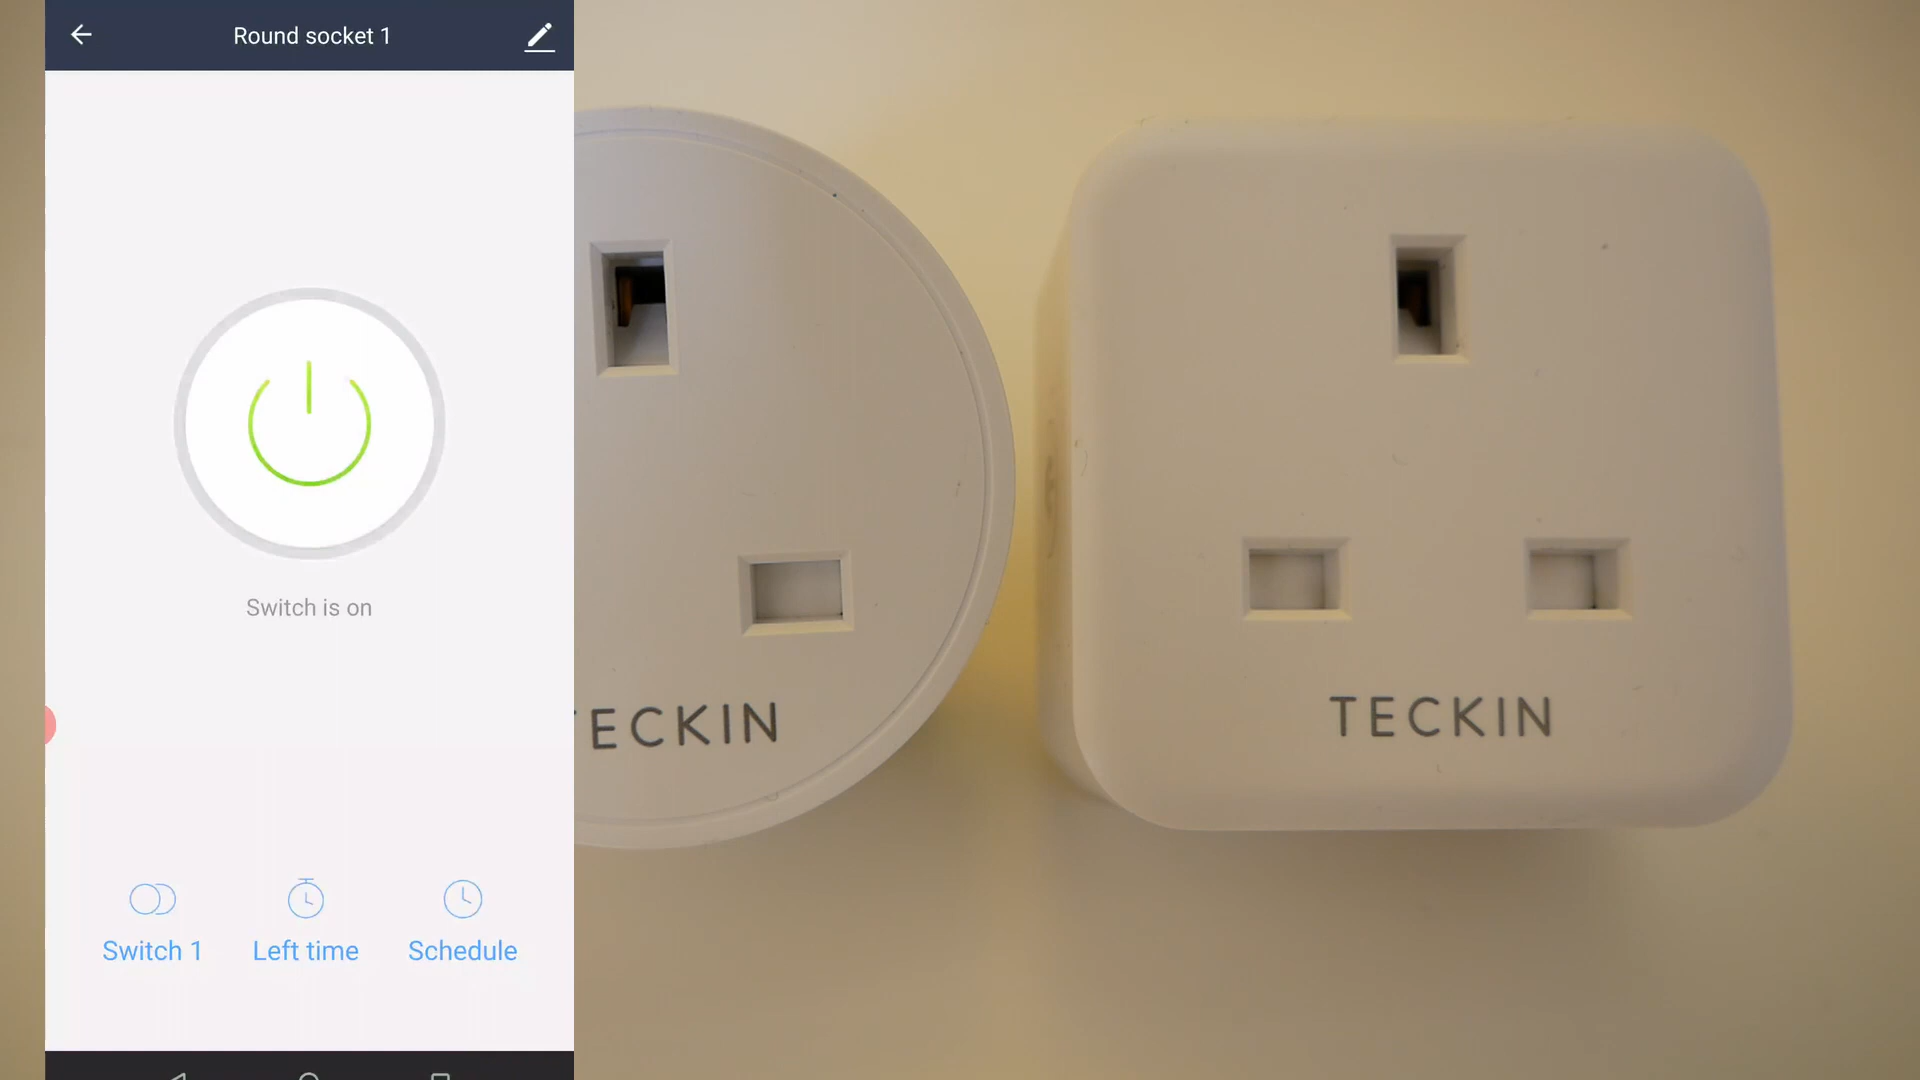 Round socket 1
Switch is on
Switch 1
Left time
Schedule
ECKIN
TECKIN